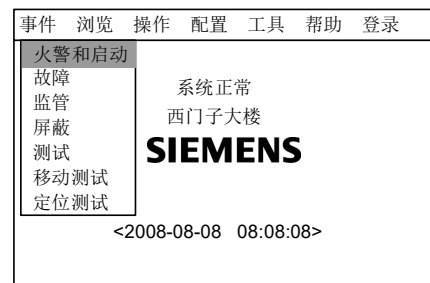 事件 浏览 操作 配置 工具 帮助 登录
火警和启动
故障
监管
屏蔽
测试
移动测试
定位测试
系统正常
西门子大楼
SIEMENS
<2008-08-08 08:08:08>